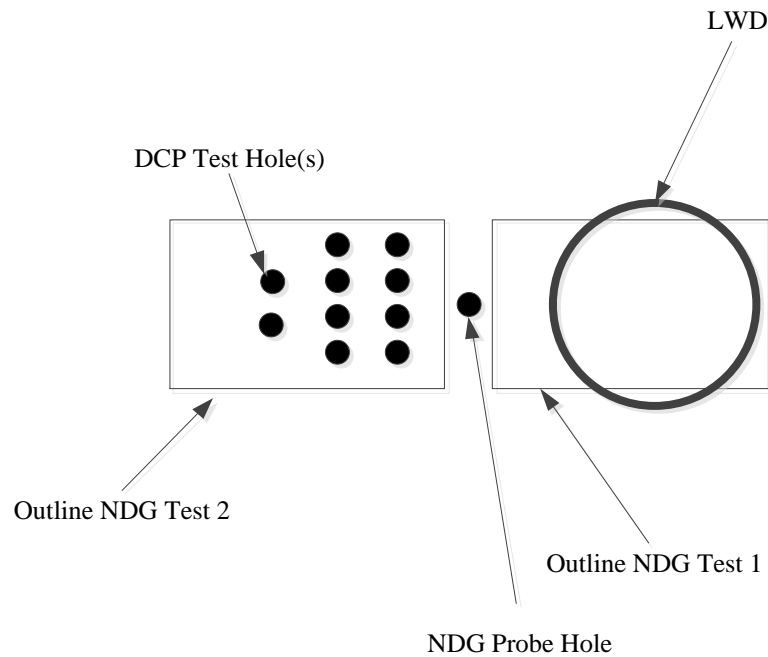 LWD
DCP Test Hole(s)
Outline NDG Test 2
Outline NDG Test 1
NDG Probe Hole